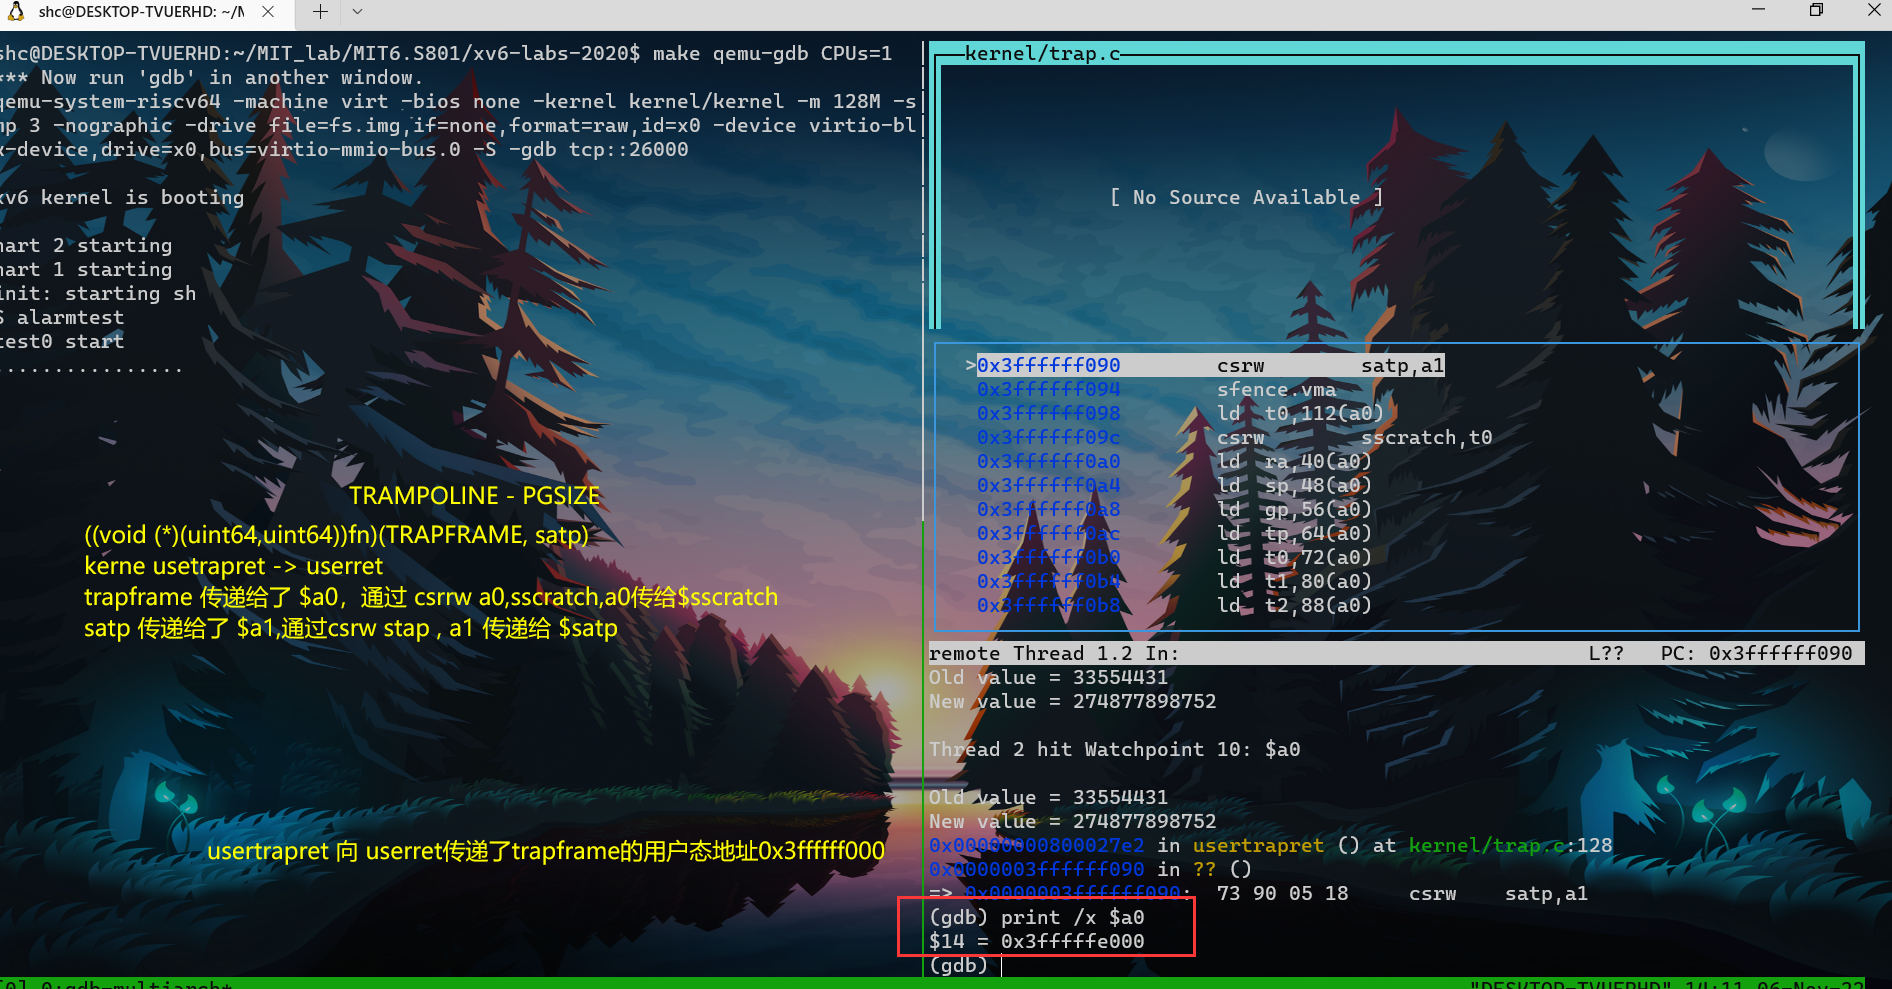 shc@DESKTOP-TVUERHD: ~/M
shc@DESKTOP-TVUERHD:~/MIT_lab/MIT6.S801/xv6-labs-2020$ make qemu-gdb CPUs=1
*** Now run 'gdb' in another window.
qemu-system-riscv64 -machine virt -bios none -kernel kernel/kernel -m 128M -s
mp 3 -nographic -drive file=fs.img,if=none,format=raw,id=x0 -device virtio-bl
k-device,drive=x0,bus=virtio-mmio-bus.0 -S -gdb tcp::26000
xv6 kernel is booting
hart 2 starting
hart 1 starting
init: starting sh
$ alarmtest
test0 start
................
TRAMPOLINE - PGSIZE
((void (*)(uint64,uint64))fn)(TRAPFRAME, satp)
kerne usetrapret -> userret
trapframe 传递给了 $a0，通过 csrrw a0,sscratch,a0传给$sscratch
satp 传递给了 $a1,通过csrw stap , a1 传递给 $satp
usertrapret 向 userret传递了trapframe的用户态地址0x3ffffff000
kernel/trap.c
[ No Source Available ]
>0x3ffffff090 csrw satp,a1
0x3ffffff094 sfence.vma
0x3ffffff098 ld t0,112(a0)
0x3ffffff09c csrw sscratch,t0
0x3ffffff0a0 ld ra,40(a0)
0x3ffffff0a4 ld sp,48(a0)
0x3ffffff0a8 ld gp,56(a0)
0x3ffffff0ac ld tp,64(a0)
0x3ffffff0b0 ld t0,72(a0)
0x3ffffff0b4 ld t1,80(a0)
0x3ffffff0b8 ld t2,88(a0)
remote Thread 1.2 In: L?? PC: 0x3ffffff090
Old value = 33554431
New value = 274877898752
Thread 2 hit Watchpoint 10: $a0
Old value = 33554431
New value = 274877898752
0x00000000800027e2 in usertrapret () at kernel/trap.c:128
0x0000003ffffff090 in ?? ()
=> 0x0000003ffffff090: 73 90 05 18 csrw satp,a1
(gdb) print /x $a0
$14 = 0x3fffffe000
(gdb)
[0] 0:gdb-multiarch* "DESKTOP-TVUERHD" 14:11 06-Nov-22